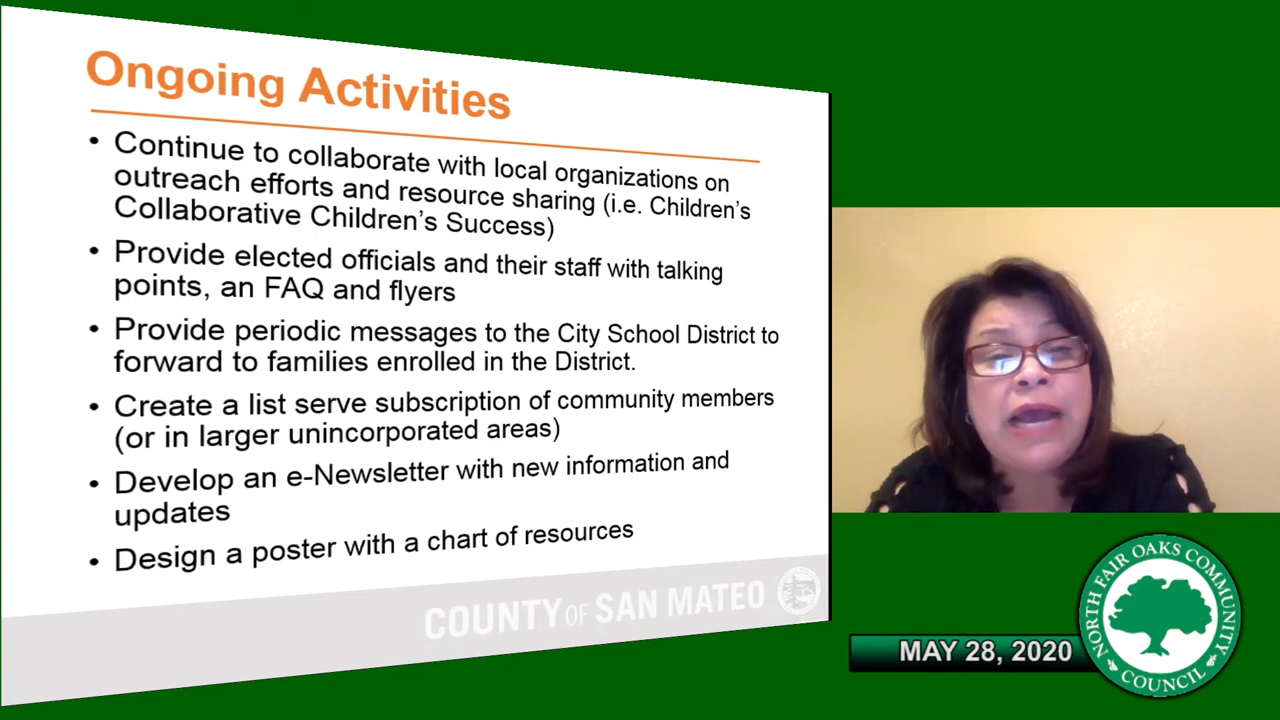 Ongoing Activities
• Continue to collaborate with local organizations on
outreach efforts and resource sharing (i.e. Children's
Collaborative Children's Success)
• Provide elected officials and their staff with talking
points, an FAQ and flyers
• Provide periodic messages to the City School District to
forward to families enrolled in the District.
• Create a list serve subscription of community members
(or in larger unincorporated areas)
• Develop an e-Newsletter with new information and
updates
• Design a poster with a chart of resources
COUNTY OF SAN MATEO
MAY 28, 2020
NORTH FAIR OAKS COMMUNITY
COUNCIL